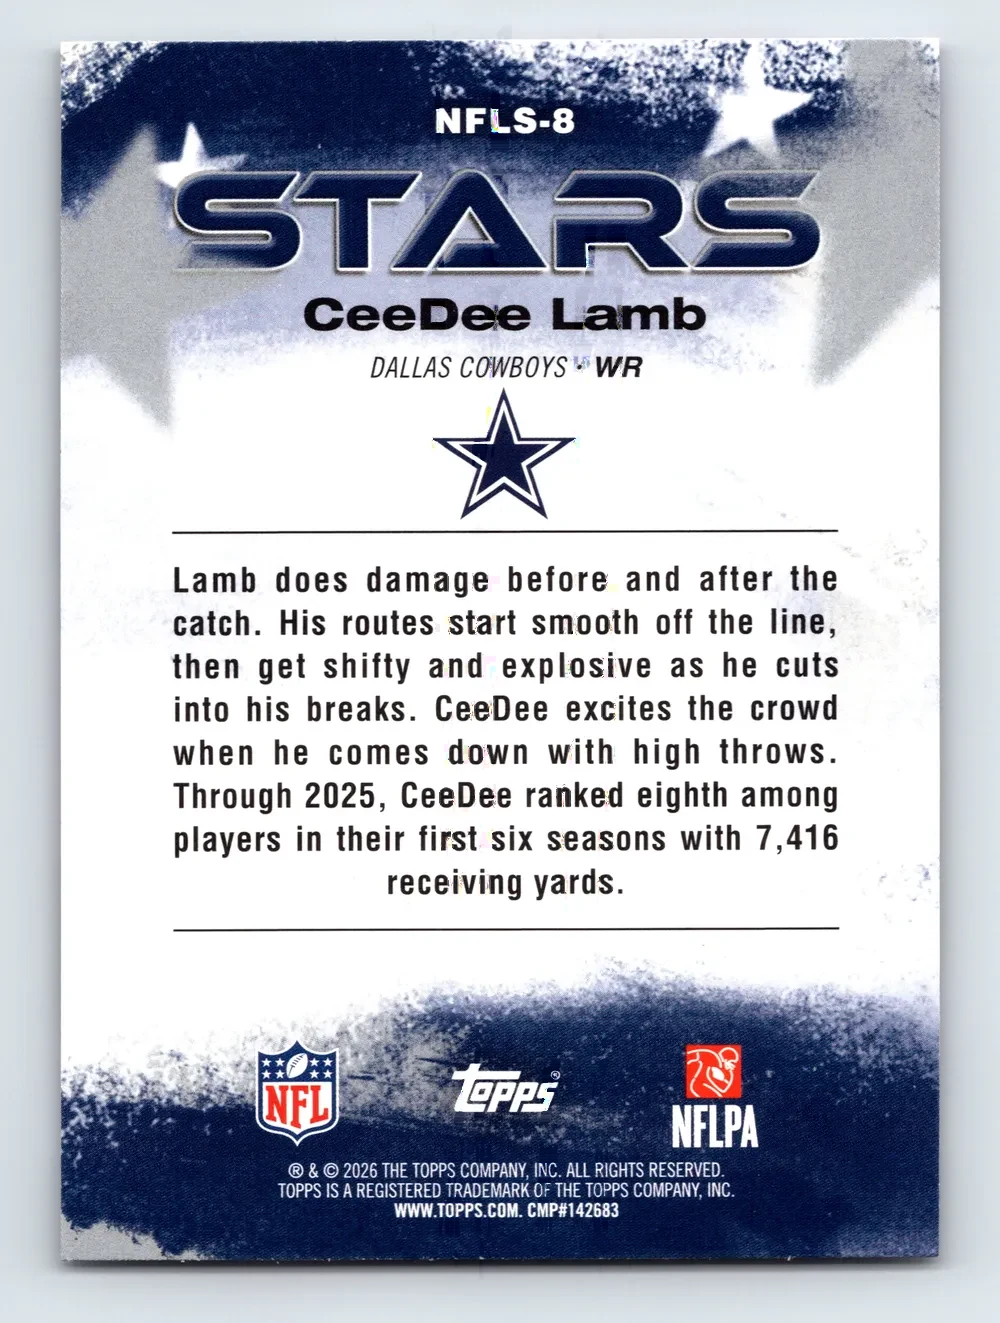 NFLS-8
STARS
CeeDee Lamb
DALLAS COWBOYS • WR
Lamb does damage before and after the
catch. His routes start smooth off the line,
then get shifty and explosive as he cuts
into his breaks. CeeDee excites the crowd
when he comes down with high throws.
Through 2025, CeeDee ranked eighth among
players in their first six seasons with 7,416
receiving yards.
NFL
topps®
NFLPA
® & © 2026 THE TOPPS COMPANY, INC. ALL RIGHTS RESERVED.
TOPPS IS A REGISTERED TRADEMARK OF THE TOPPS COMPANY, INC.
WWW.TOPPS.COM. CMP#142683